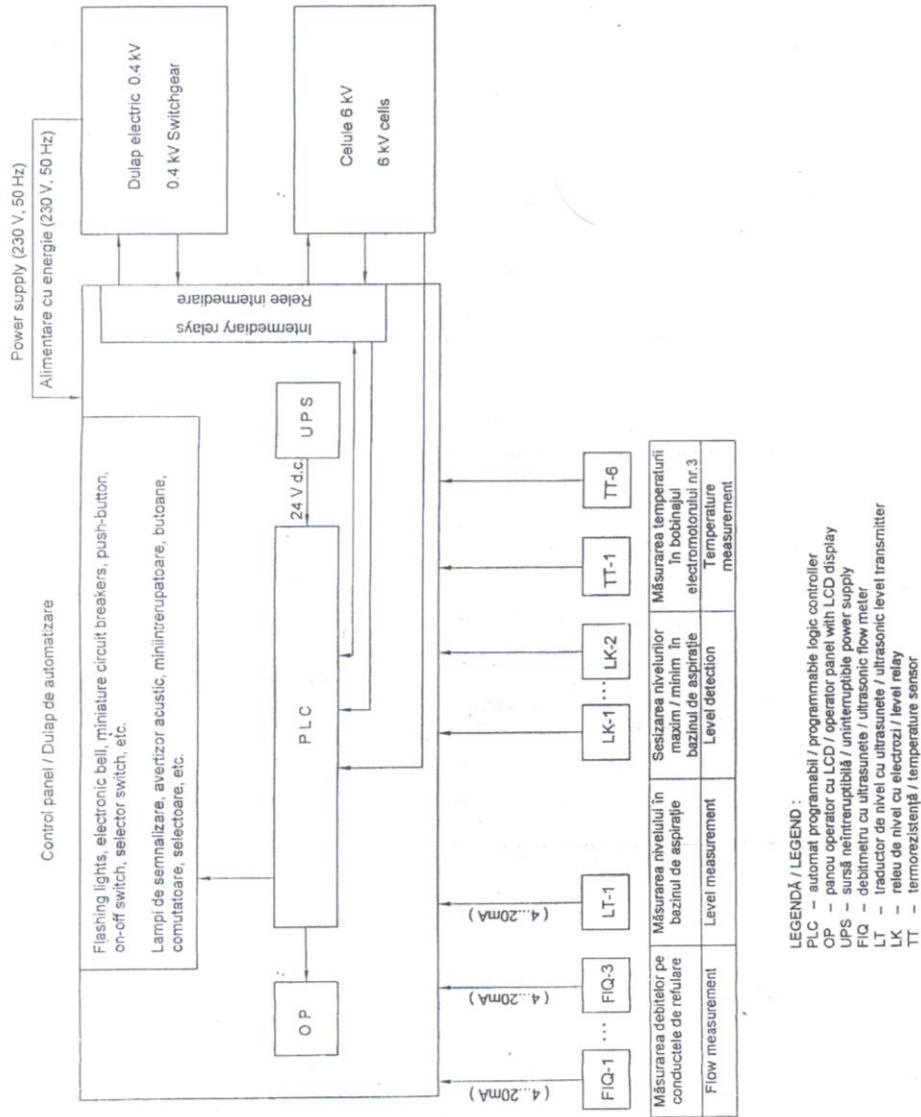 Power supply (230 V, 50 Hz)
Alimentare cu energie (230 V, 50 Hz)
Control panel / Dulap de automatizare
Flashing lights, electronic bell, miniature circuit breakers, push-button,
on-off switch, selector switch, etc.
Lampi de semnalizare, avertizor acustic, miniintrerupatoare, butoane,
comutatoare, selectoare, etc.
Dulap electric 0.4 kV
0.4 kV Switchgear
Celule 6 kV
6 kV cells
Relee intermediare
Intermediary relays
OP
PLC
24 V d.c.
UPS
( 4...20mA )
( 4...20mA )
( 4...20mA )
FIQ-1
...
FIQ-3
LT-1
LK-1
...
LK-2
TT-1
TT-6
Măsurarea debitelor pe
conductele de refulare
Flow measurement
Măsurarea nivelului în
bazinul de aspirație
Level measurement
Sesizarea nivelurilor
maxim / minim în
bazinul de aspirație
Level detection
Măsurarea temperaturii
în bobinajul
electromotorului nr.3
Temperature
measurement
LEGENDĂ / LEGEND :
PLC – automat programabil / programmable logic controller
OP – panou operator cu LCD / operator panel with LCD display
UPS – sursă neîntreruptibilă / uninterruptible power supply
FIQ – debitmetru cu ultrasunete / ultrasonic flow meter
LT – traductor de nivel cu ultrasunete / ultrasonic level transmitter
LK – releu de nivel cu electrozi / level relay
TT – termorezistență / temperature sensor